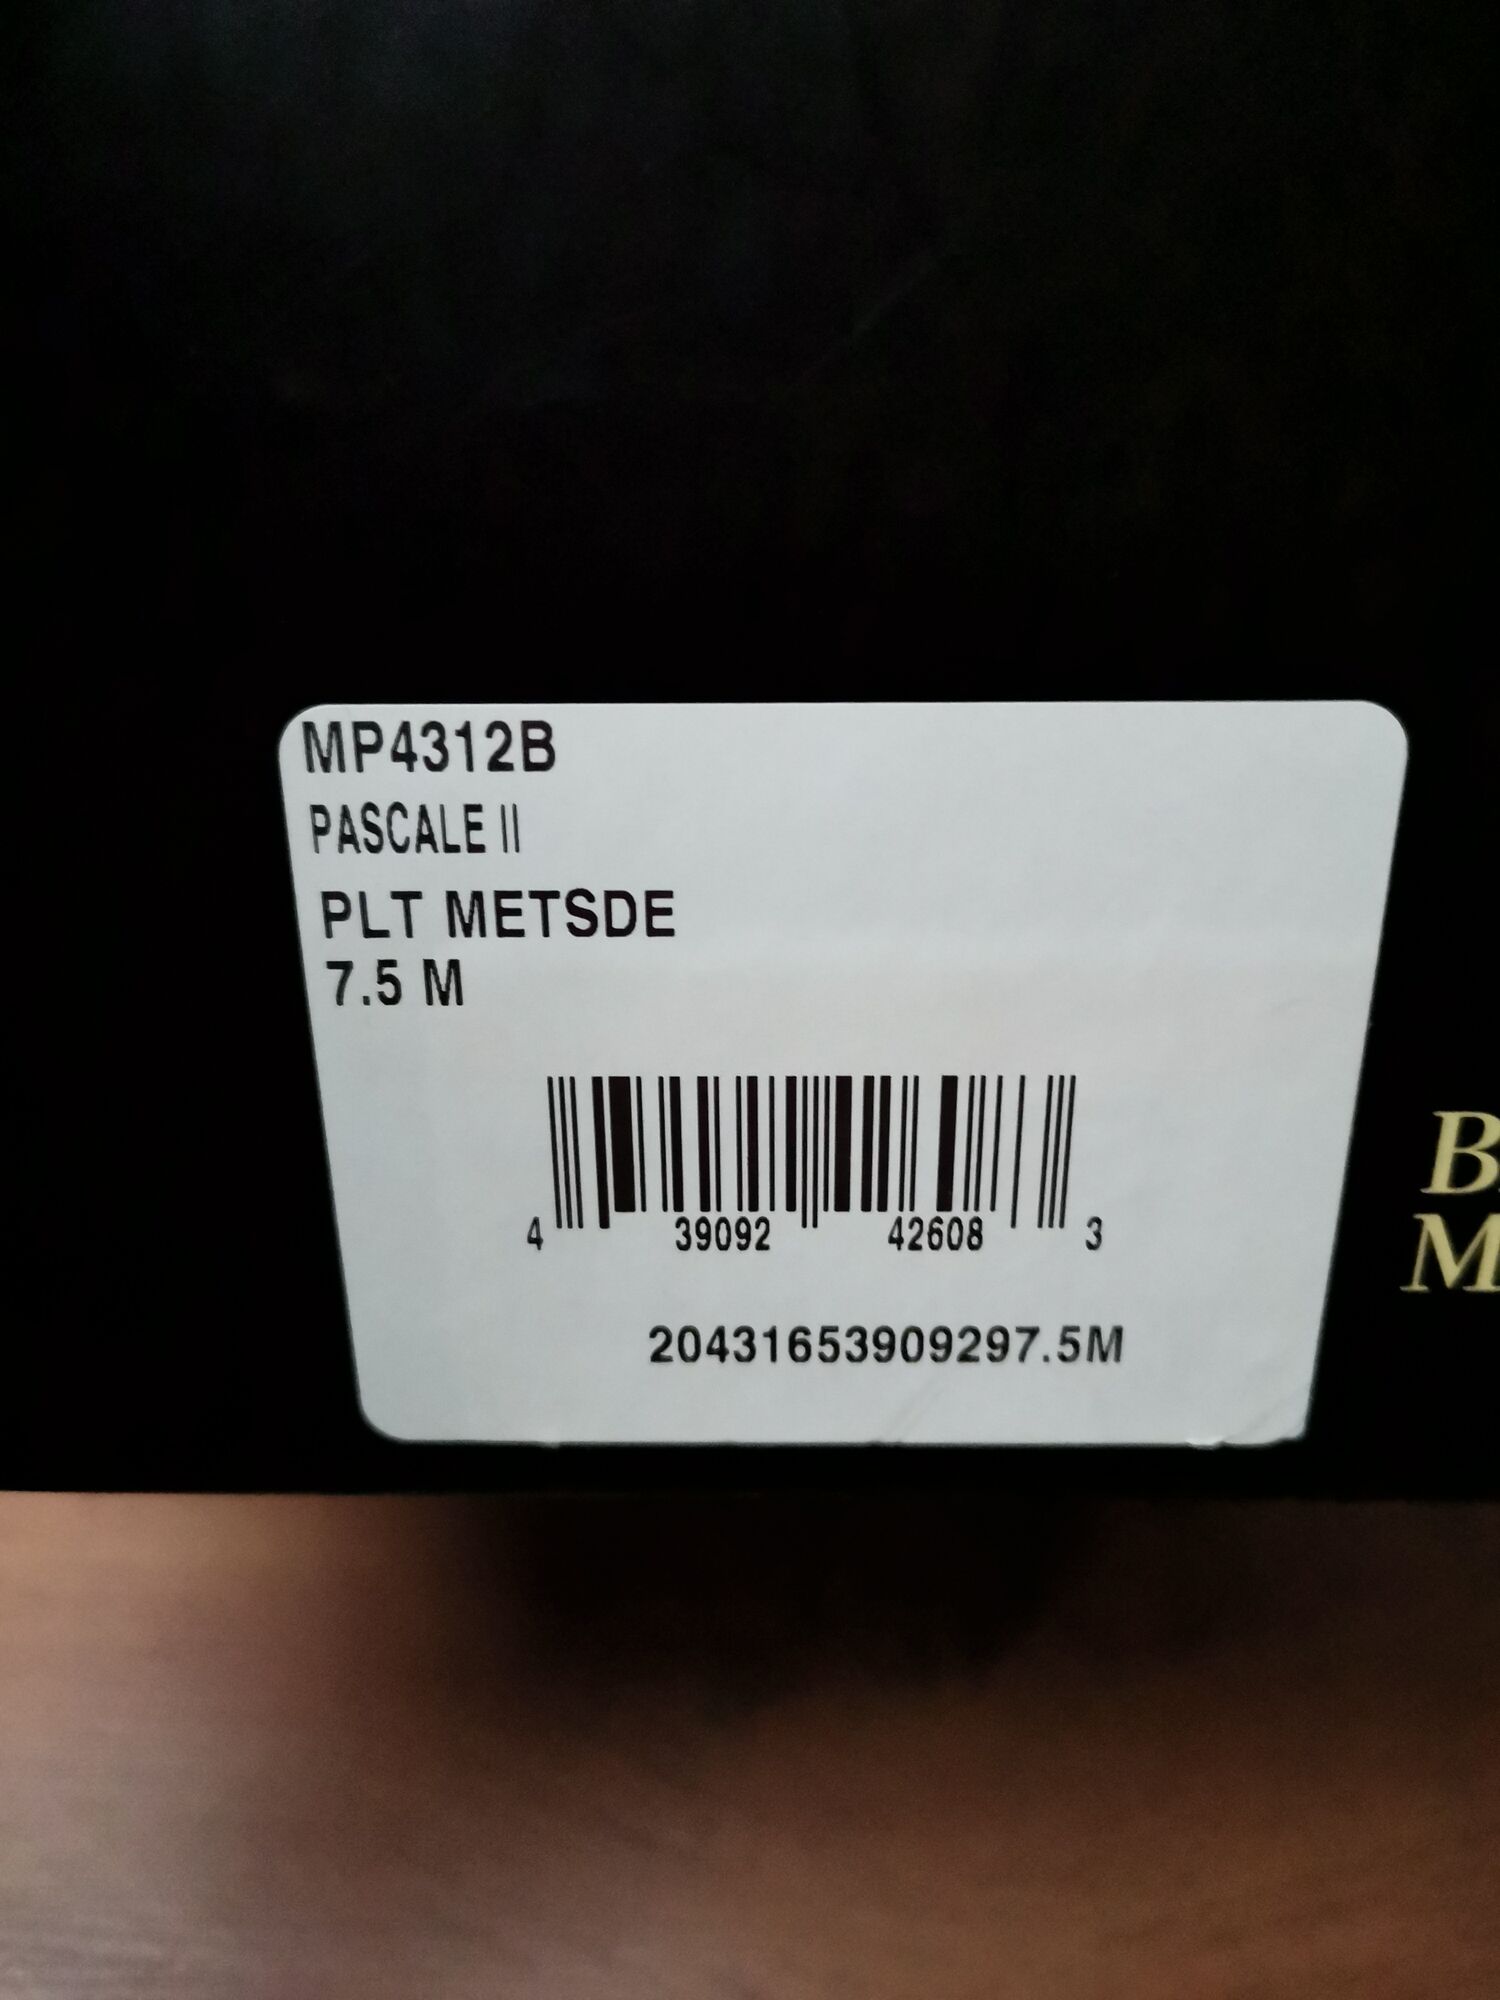 MP4312B
PASCALE II
PLT METSDE
7.5 M
4 39092 42608 3
20431653909297.5M